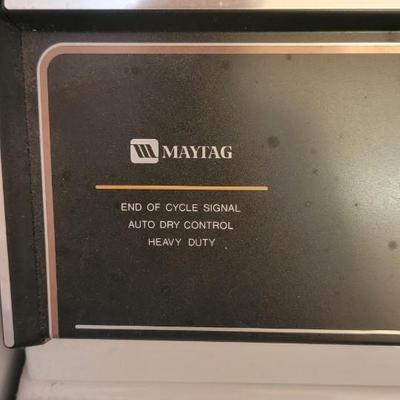 MAYTAG
END OF CYCLE SIGNAL
AUTO DRY CONTROL
HEAVY DUTY